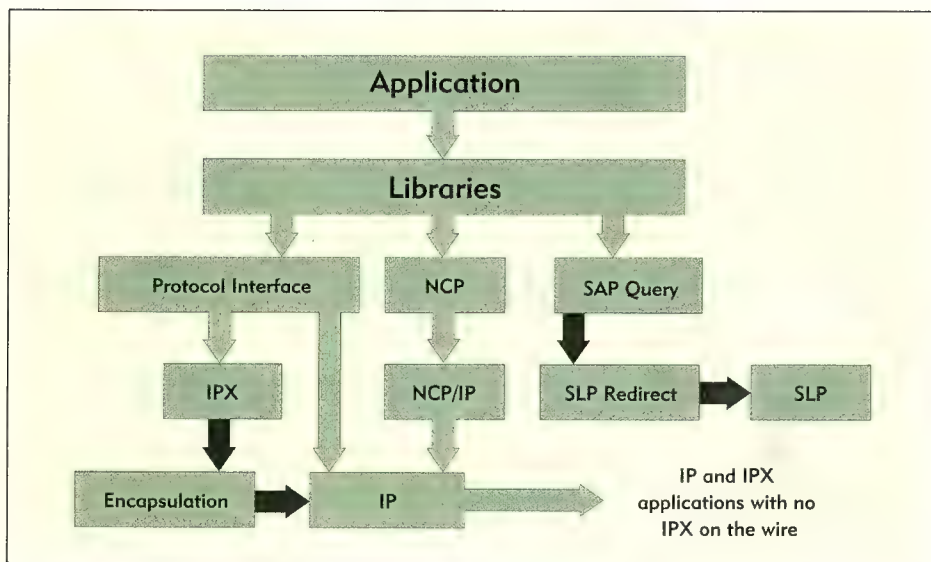 Application
Libraries
Protocol Interface
NCP
SAP Query
IPX
NCP/IP
SLP Redirect
SLP
Encapsulation
IP
IP and IPX
applications with no
IPX on the wire